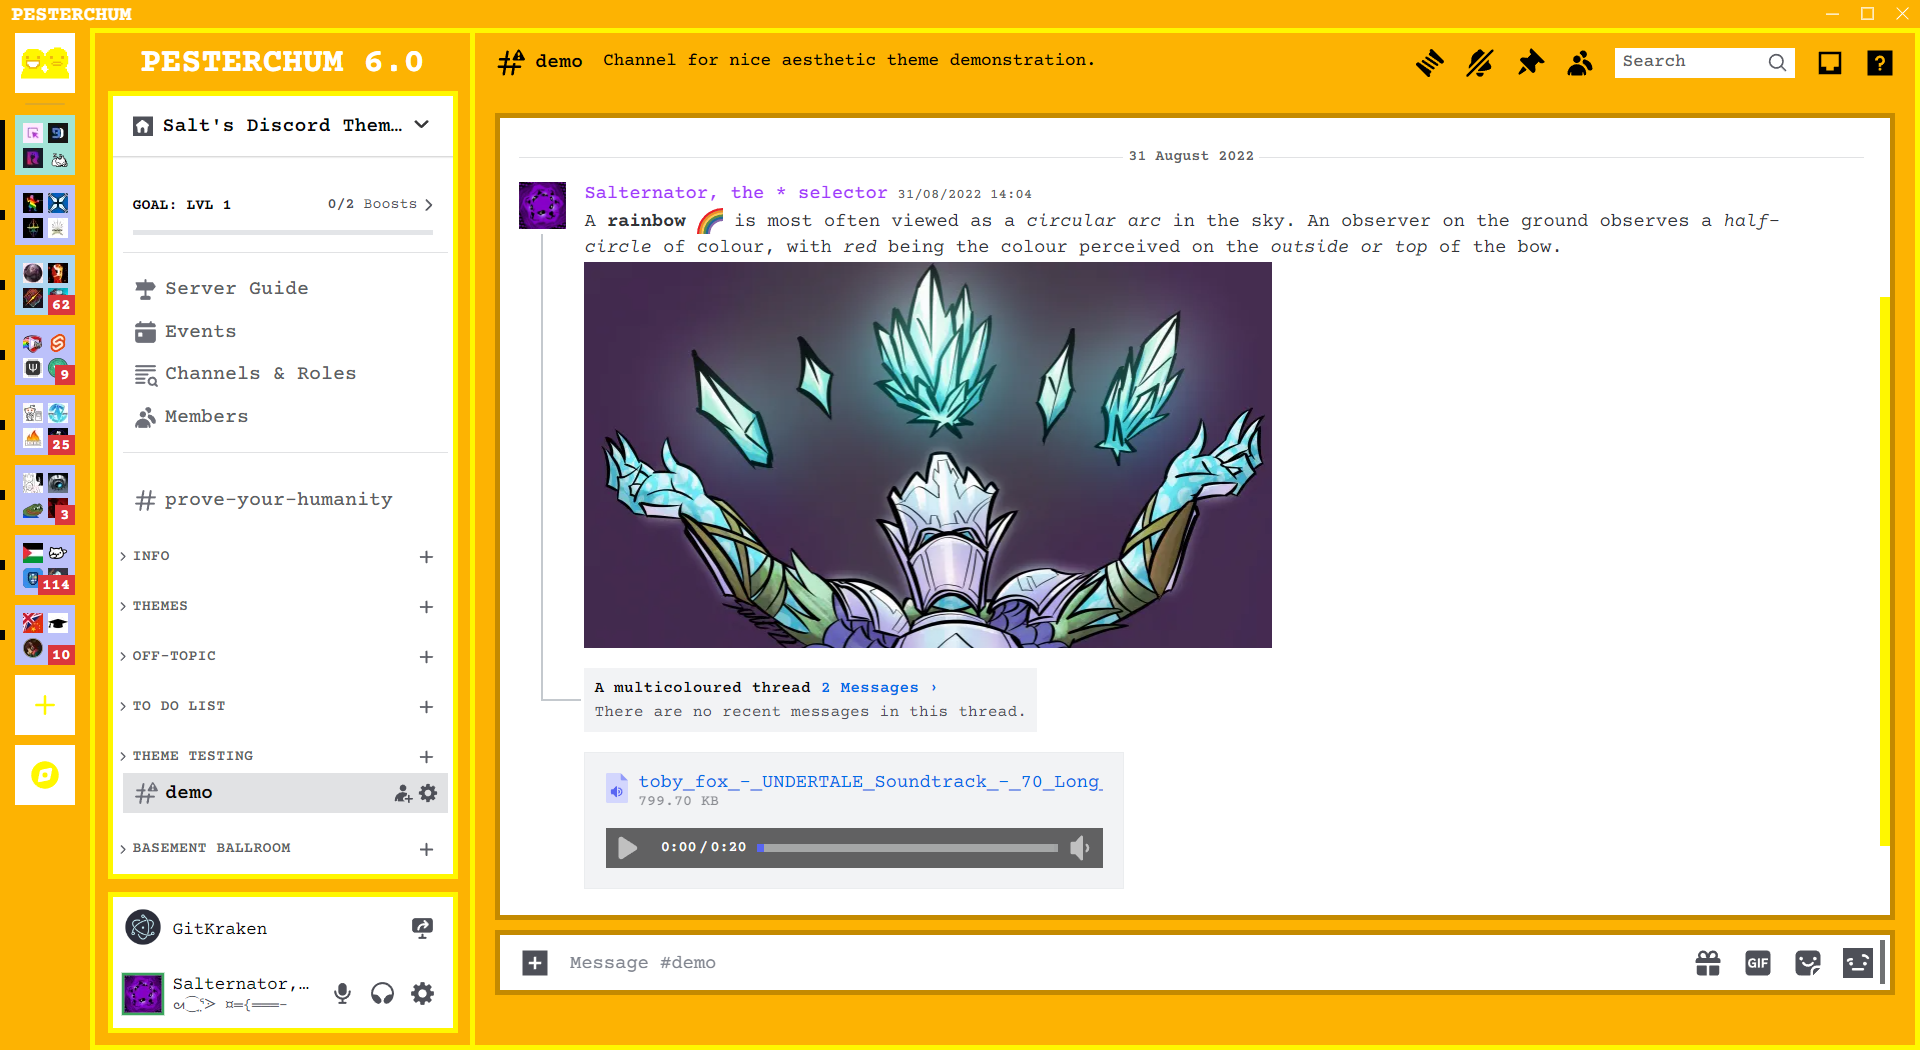 PESTERCHUM
PESTERCHUM 6.0
Salt's Discord Them…
GOAL: LVL 1
0/2 Boosts
Server Guide
Events
Channels & Roles
Members
prove-your-humanity
INFO
THEMES
OFF-TOPIC
TO DO LIST
THEME TESTING
demo
BASEMENT BALLROOM
62
9
25
3
114
10
GitKraken
Salternator,…
demo
Channel for nice aesthetic theme demonstration.
Search
31 August 2022
Salternator, the * selector 31/08/2022 14:04
A rainbow 🌈 is most often viewed as a circular arc in the sky. An observer on the ground observes a half-
circle of colour, with red being the colour perceived on the outside or top of the bow.
A multicoloured thread 2 Messages ›
There are no recent messages in this thread.
toby_fox_-_UNDERTALE_Soundtrack_-_70_Long_
799.70 KB
0:00/0:20
Message #demo
GIF